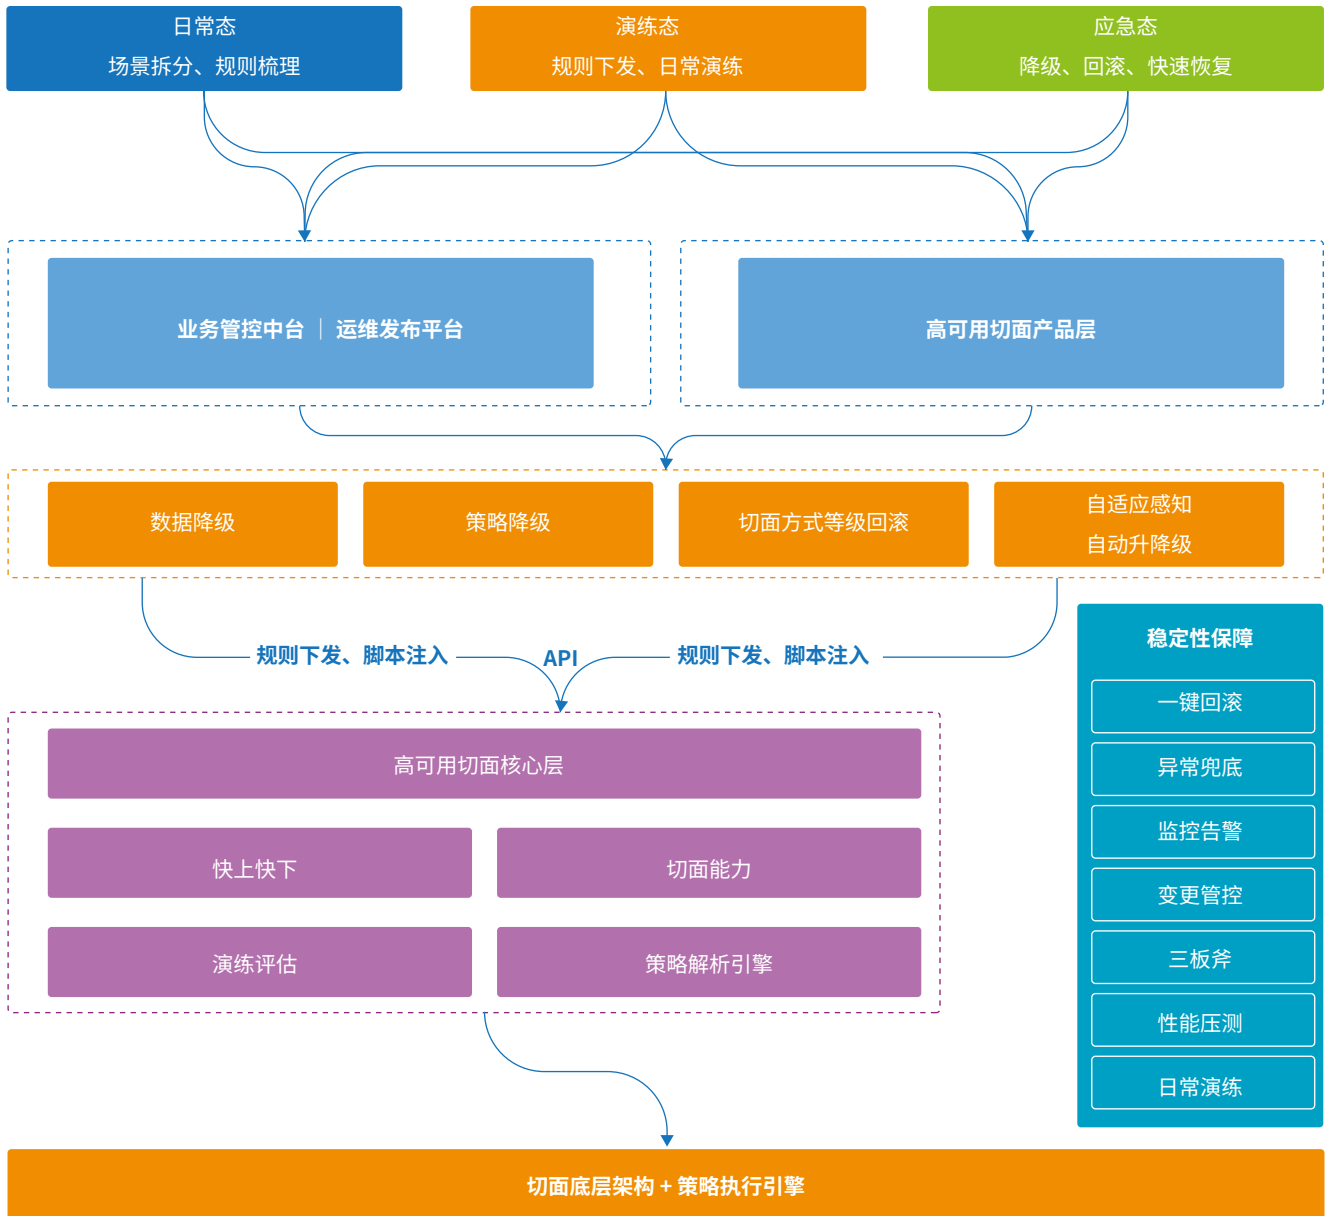 日常态
场景拆分、规则梳理
演练态
规则下发、日常演练
应急态
降级、回滚、快速恢复
业务管控中台｜运维发布平台
高可用切面产品层
数据降级
策略降级
切面方式等级回滚
自适应感知
自动升降级
规则下发、脚本注入
API
规则下发、脚本注入
高可用切面核心层
快上快下
切面能力
演练评估
策略解析引擎
稳定性保障
一键回滚
异常兜底
监控告警
变更管控
三板斧
性能压测
日常演练
切面底层架构 + 策略执行引擎